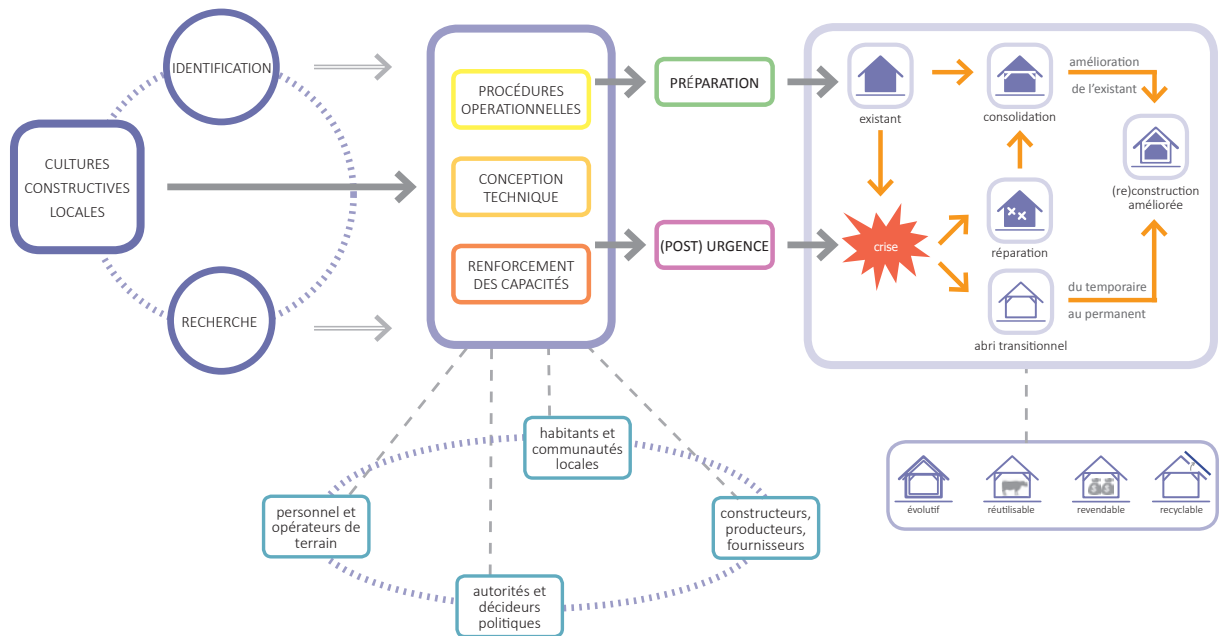 IDENTIFICATION
CULTURES
CONSTRUCTIVES
LOCALES
RECHERCHE
PROCÉDURES
OPERATIONNELLES
CONCEPTION
TECHNIQUE
RENFORCEMENT
DES CAPACITÉS
PRÉPARATION
(POST) URGENCE
existant
consolidation
amélioration
de l'existant
(re)construction
améliorée
crise
réparation
abri transitionnel
du temporaire
au permanent
habitants et
communautés
locales
personnel et
opérateurs de
terrain
constructeurs,
producteurs,
fournisseurs
autorités et
décideurs
politiques
évolutif
réutilisable
revendable
recyclable